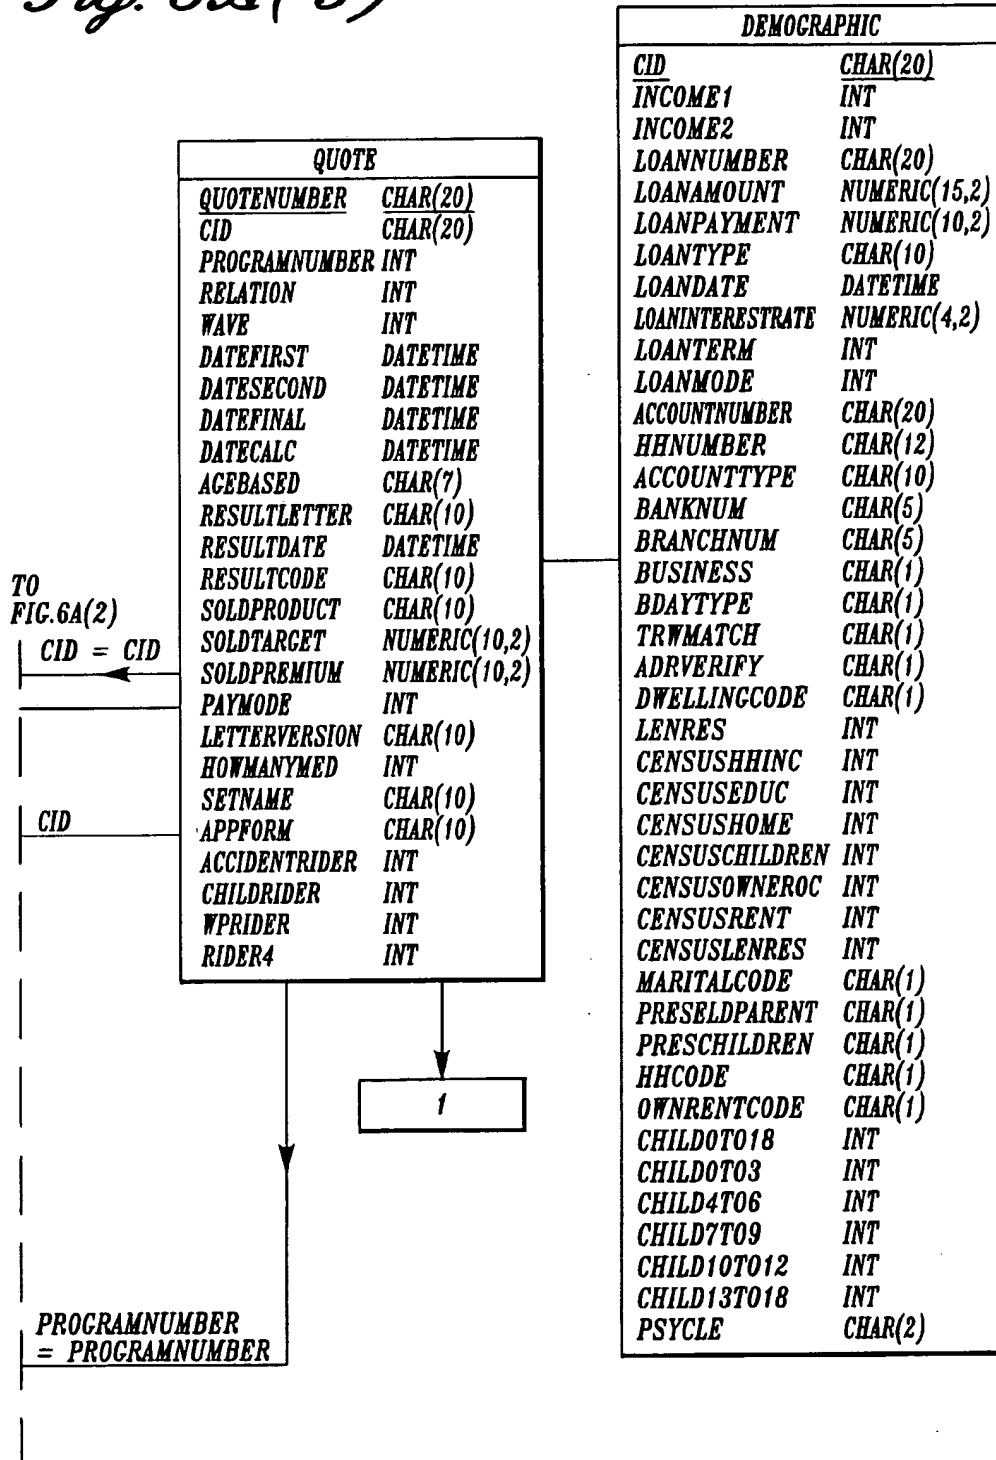 Fig. 6A(3)
DEMOGRAPHIC
CID CHAR(20)
INCOME1 INT
INCOME2 INT
LOANNUMBER CHAR(20)
LOANAMOUNT NUMERIC(15,2)
LOANPAYMENT NUMERIC(10,2)
LOANTYPE CHAR(10)
LOANDATE DATETIME
LOANINTERESTRATE NUMERIC(4,2)
LOANTERM INT
LOANMODE INT
ACCOUNTNUMBER CHAR(20)
HHNUMBER CHAR(12)
ACCOUNTTYPE CHAR(10)
BANKNUM CHAR(5)
BRANCHNUM CHAR(5)
BUSINESS CHAR(1)
BDAYTYPE CHAR(1)
TRWMATCH CHAR(1)
ADRVERIFY CHAR(1)
DWELLINGCODE CHAR(1)
LENRES INT
CENSUSHHINC INT
CENSUSEDUC INT
CENSUSHOME INT
CENSUSCHILDREN INT
CENSUSOWNEROC INT
CENSUSRENT INT
CENSUSLENRES INT
MARITALCODE CHAR(1)
PRESELDPARENT CHAR(1)
PRESCHILDREN CHAR(1)
HHCODE CHAR(1)
OWNRENTCODE CHAR(1)
CHILD0TO18 INT
CHILD0TO3 INT
CHILD4TO6 INT
CHILD7TO9 INT
CHILD10TO12 INT
CHILD13TO18 INT
PSYCLE CHAR(2)
QUOTE
QUOTENUMBER CHAR(20)
CID CHAR(20)
PROGRAMNUMBER INT
RELATION INT
WAVE INT
DATEFIRST DATETIME
DATESECOND DATETIME
DATEFINAL DATETIME
DATECALC DATETIME
AGEBASED CHAR(7)
RESULTLETTER CHAR(10)
RESULTDATE DATETIME
RESULTCODE CHAR(10)
SOLDPRODUCT CHAR(10)
SOLDTARGET NUMERIC(10,2)
SOLDPREMIUM NUMERIC(10,2)
PAYMODE INT
LETTERVERSION CHAR(10)
HOWMANYMED INT
SETNAME CHAR(10)
APPFORM CHAR(10)
ACCIDENTRIDER INT
CHILDRIDER INT
WPRIDER INT
RIDER4 INT
TO
FIG.6A(2)
CID = CID
CID
1
PROGRAMNUMBER
= PROGRAMNUMBER